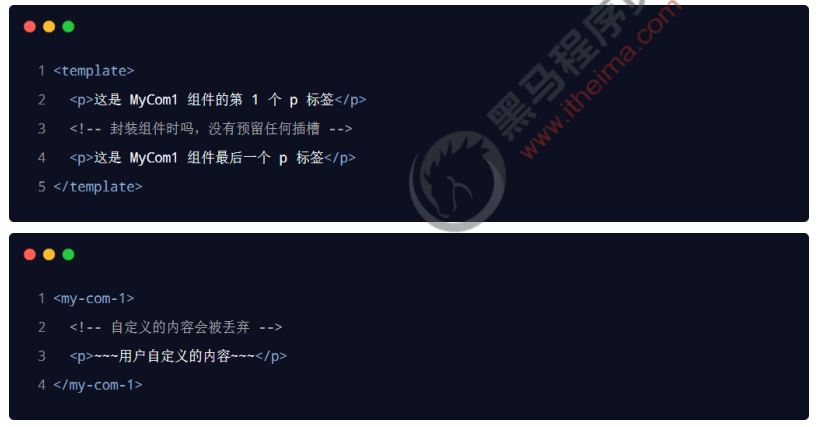 黑马程序员
www.itheima.com
1 <template>
2 <p>这是 MyCom1 组件的第 1 个 p 标签</p>
3 <!-- 封装组件时吗，没有预留任何插槽 -->
4 <p>这是 MyCom1 组件最后一个 p 标签</p>
5 </template>
1 <my-com-1>
2 <!-- 自定义的内容会被丢弃 -->
3 <p>~~~用户自定义的内容~~~</p>
4 </my-com-1>